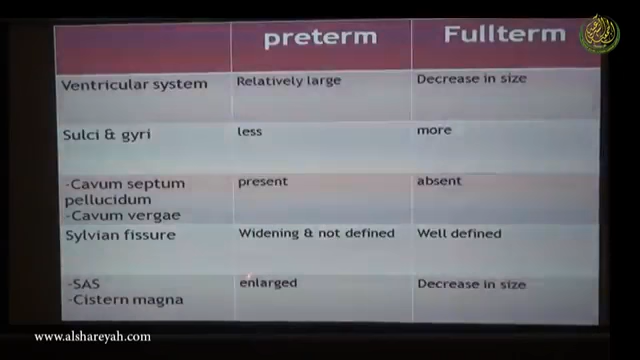 preterm Fullterm
Ventricular system Relatively large Decrease in size
Sulci & gyri less more
-Cavum septum present absent
pellucidum
-Cavum vergae
Sylvian fissure Widening & not defined Well defined
-SAS enlarged Decrease in size
-Cistern magna
www.alshareyah.com